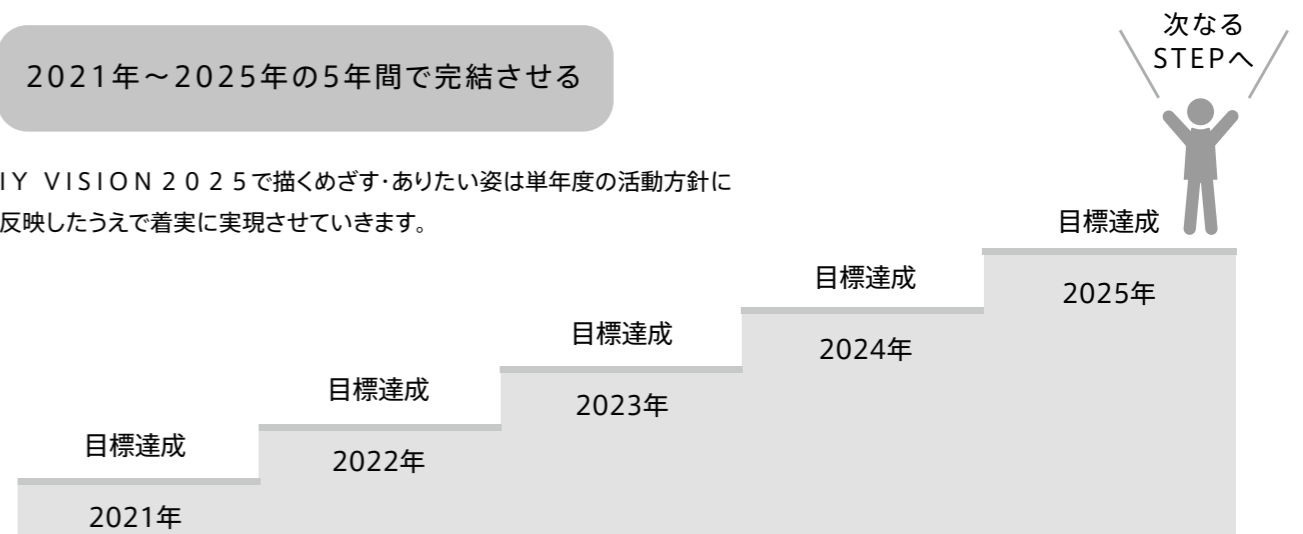 次なる
STEPへ
2021年～2025年の5年間で完結させる
IY VISION2025で描くめざす・ありたい姿は単年度の活動方針に
反映したうえで着実に実現させていきます。
目標達成
2025年
目標達成
2024年
目標達成
2023年
目標達成
2022年
目標達成
2021年